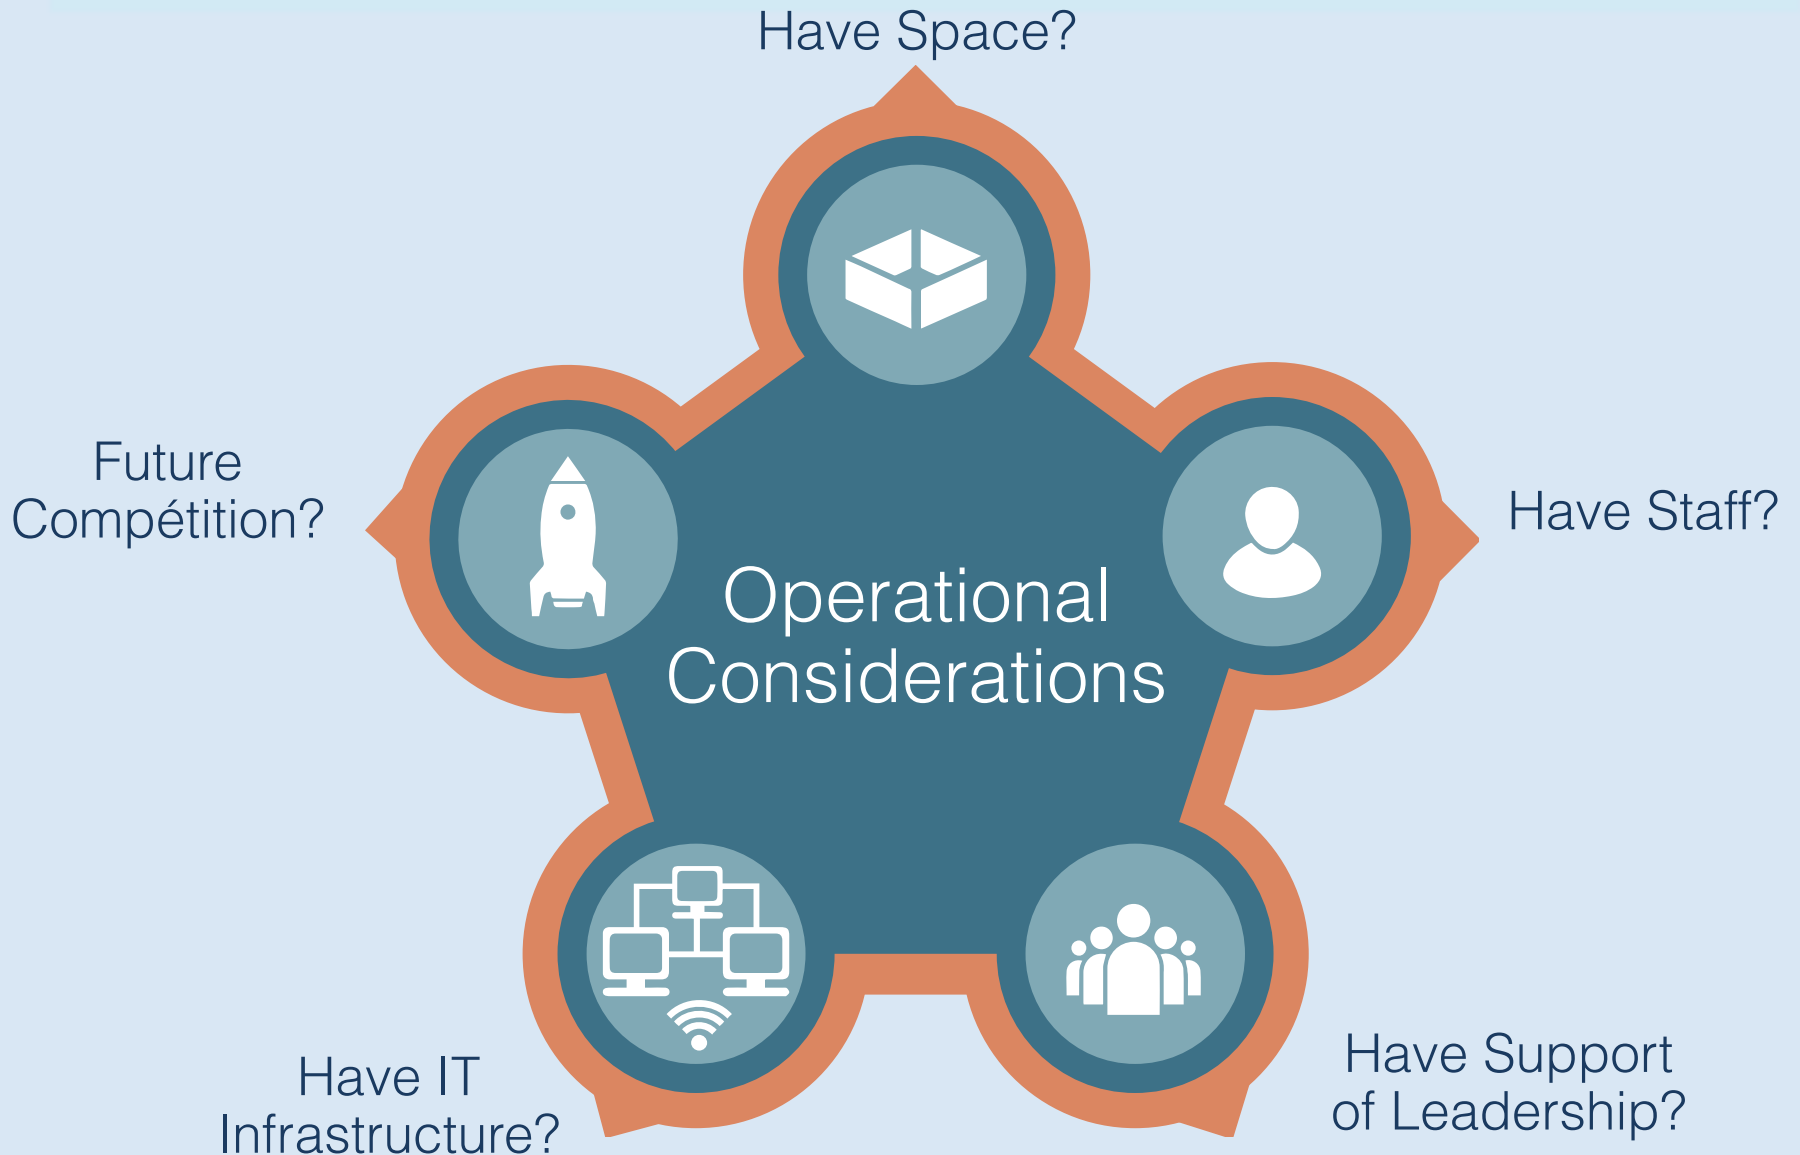 Have Space?
Future
Compétition?
Have Staff?
Operational
Considerations
Have IT
Infrastructure?
Have Support
of Leadership?